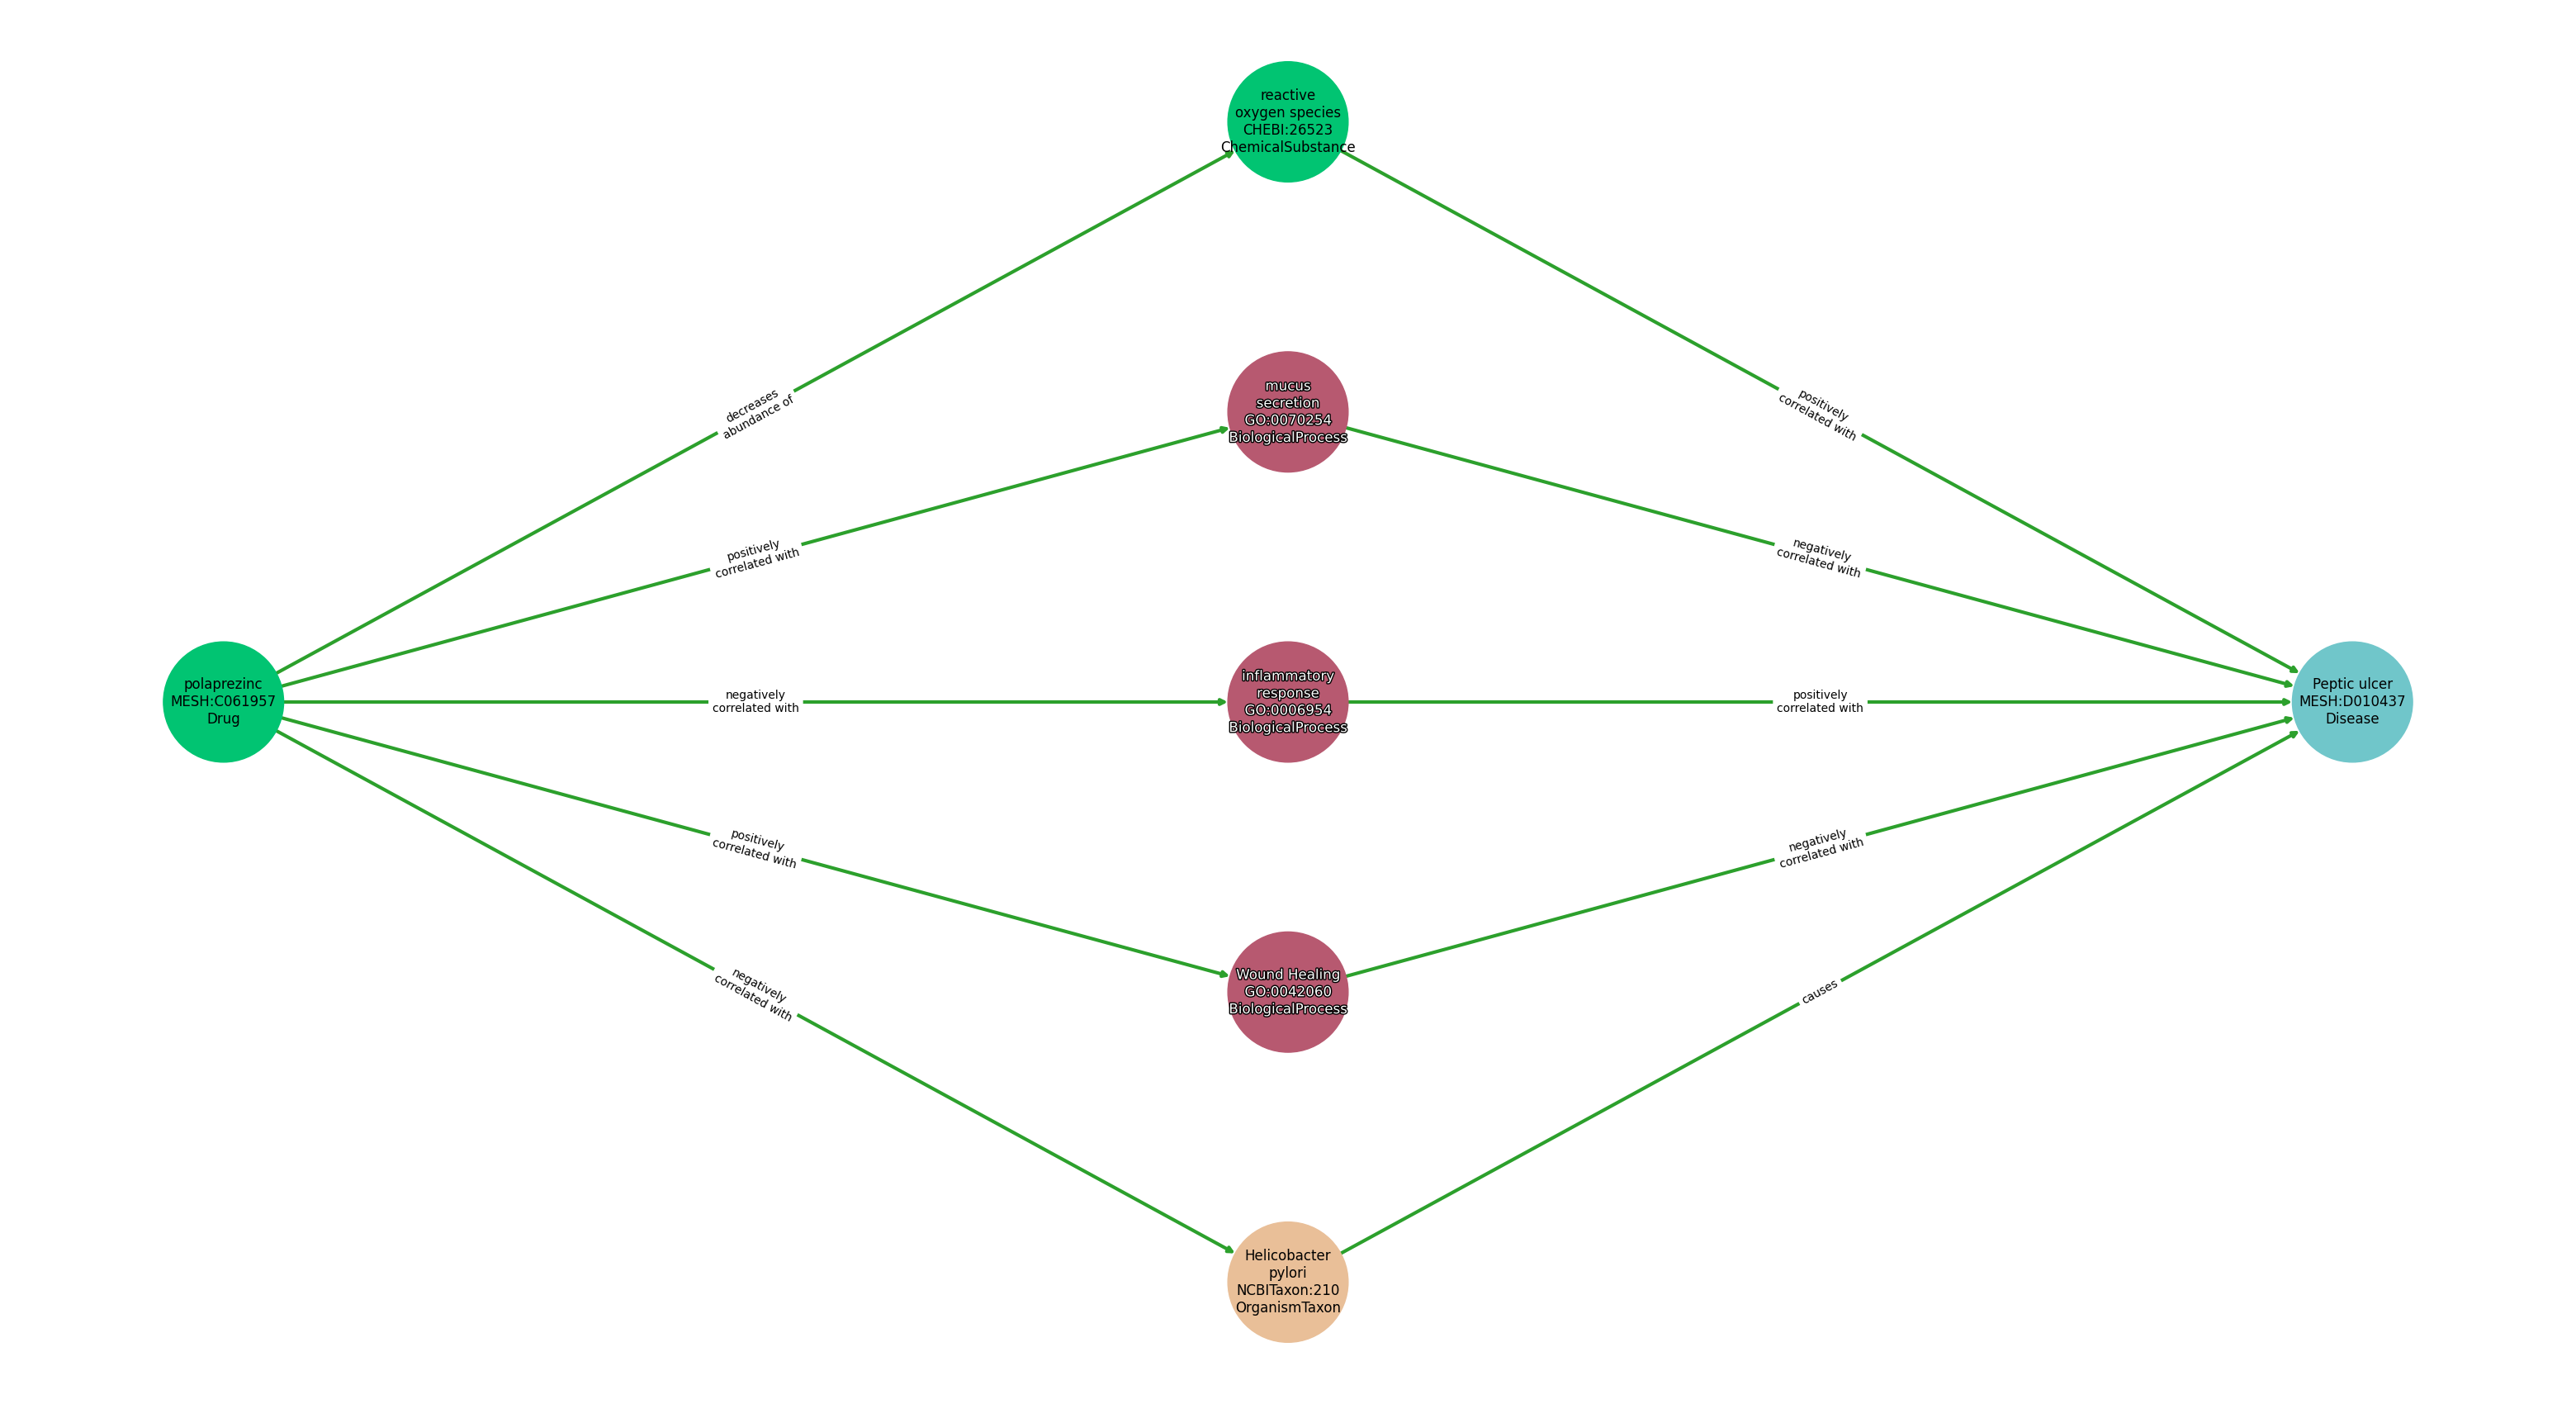 reactive
oxygen species
CHEBI:26523
ChemicalSubstance
decreases
abundance of
positively
correlated with
mucus
secretion
GO:0070254
BiologicalProcess
positively
correlated with
negatively
correlated with
polaprezinc
MESH:C061957
Drug
negatively
correlated with
inflammatory
response
GO:0006954
BiologicalProcess
positively
correlated with
Peptic ulcer
MESH:D010437
Disease
positively
correlated with
negatively
correlated with
Wound Healing
GO:0042060
BiologicalProcess
negatively
correlated with
causes
Helicobacter
pylori
NCBITaxon:210
OrganismTaxon